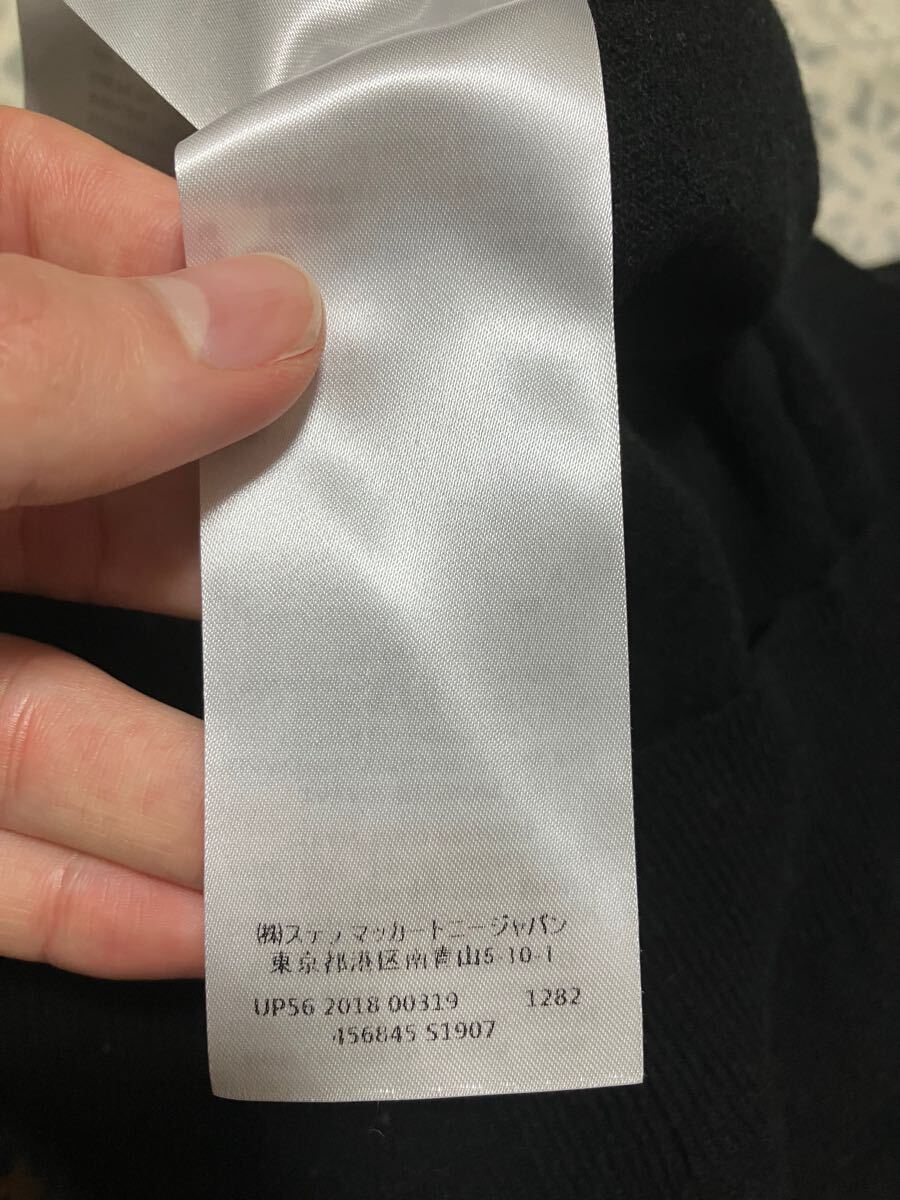 ㈱ステラ マッカートニージャパン
東京都港区南青山5-10-1
UP56 2018 00319 1282
456845 S1907